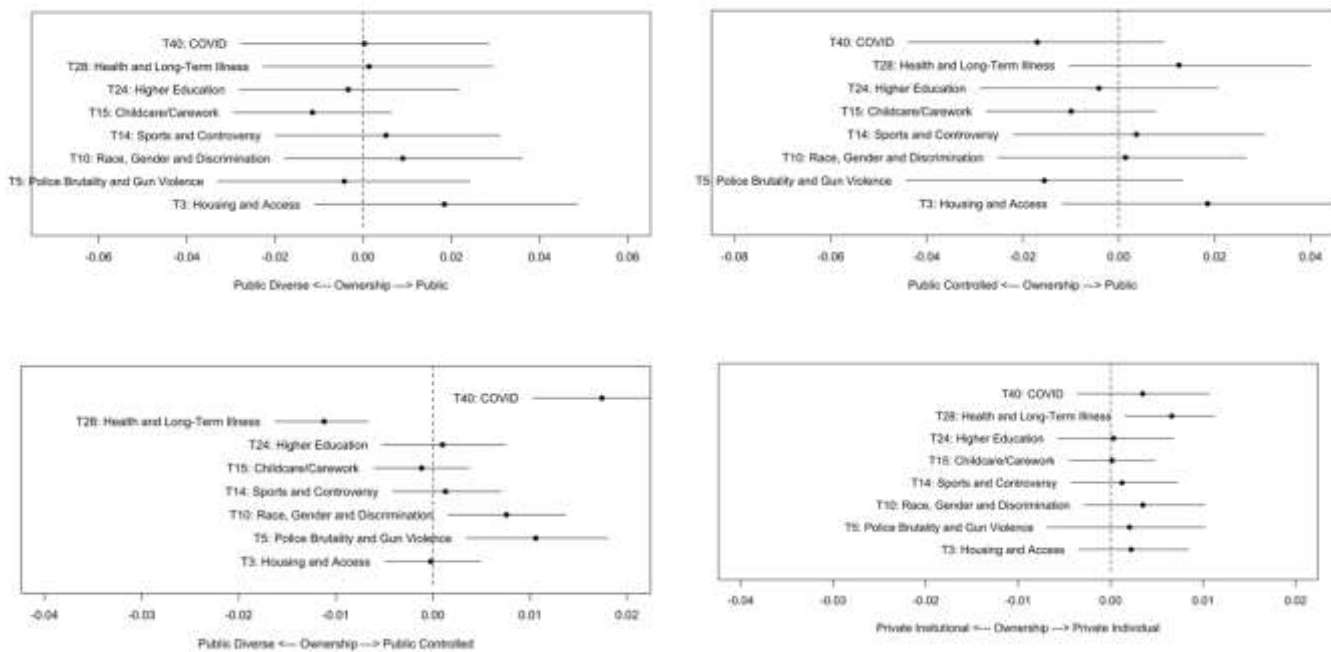 T40: COVID
T28: Health and Long-Term Illness
T24: Higher Education
T15: Childcare/Carework
T14: Sports and Controversy
T10: Race, Gender and Discrimination
T5: Police Brutality and Gun Violence
T3: Housing and Access
-0.06 -0.04 -0.02 0.00 0.02 0.04 0.06
Public Diverse <--- Ownership ---> Public
T40: COVID
T28: Health and Long-Term Illness
T24: Higher Education
T15: Childcare/Carework
T14: Sports and Controversy
T10: Race, Gender and Discrimination
T5: Police Brutality and Gun Violence
T3: Housing and Access
-0.08 -0.06 -0.04 -0.02 0.00 0.02 0.04
Public Controlled <--- Ownership ---> Public
T40: COVID
T28: Health and Long-Term Illness
T24: Higher Education
T15: Childcare/Carework
T14: Sports and Controversy
T10: Race, Gender and Discrimination
T5: Police Brutality and Gun Violence
T3: Housing and Access
-0.04 -0.03 -0.02 -0.01 0.00 0.01 0.02
Public Diverse <--- Ownership ---> Public Controlled
T40: COVID
T28: Health and Long-Term Illness
T24: Higher Education
T15: Childcare/Carework
T14: Sports and Controversy
T10: Race, Gender and Discrimination
T5: Police Brutality and Gun Violence
T3: Housing and Access
-0.04 -0.03 -0.02 -0.01 0.00 0.01 0.02
Private Insitutional <--- Ownership ---> Private Individual